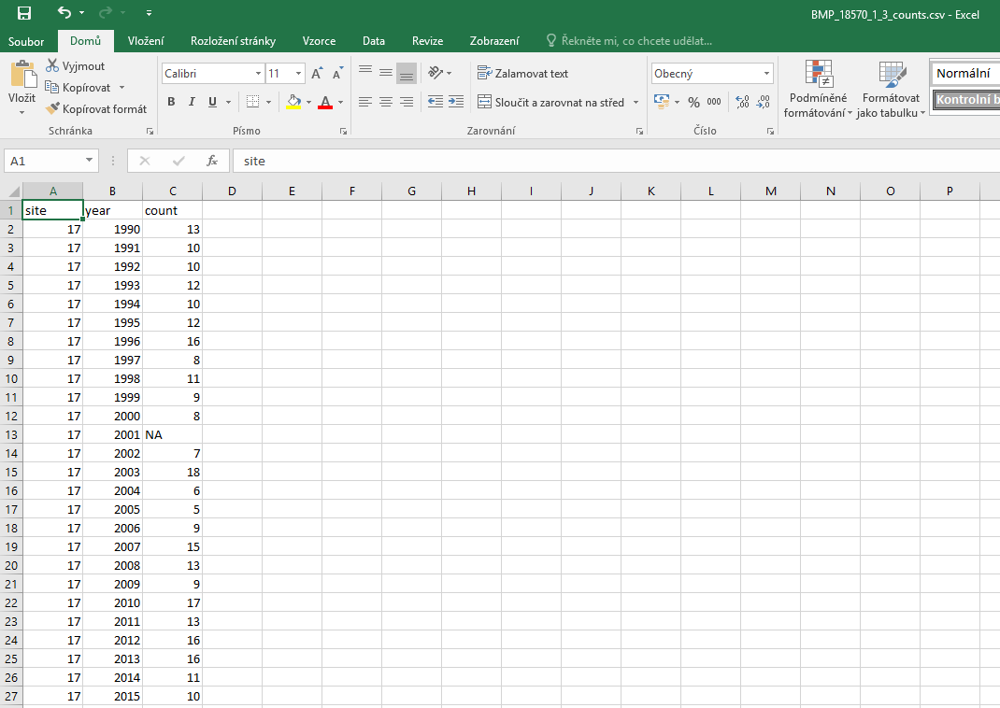 BMP_18570_1_3_counts.csv - Excel
Soubor Domů Vložení Rozložení stránky Vzorce Data Revize Zobrazení Řekněte mi, co chcete udělat...
Vložit
Vyjmout
Kopírovat
Kopírovat formát
Schránka
Calibri 11 A A
B I U A
Písmo
Zalamovat text
Sloučit a zarovnat na střed
Zarovnání
Obecný
% 000 ,00 ,00
Číslo
Podmíněné formátování
Formátovat jako tabulku
Normální
Kontrolní b
A1 fx site
A B C D E F G H I J K L M N O P
1 site year count
2 17 1990 13
3 17 1991 10
4 17 1992 10
5 17 1993 12
6 17 1994 10
7 17 1995 12
8 17 1996 16
9 17 1997 8
10 17 1998 11
11 17 1999 9
12 17 2000 8
13 17 2001 NA
14 17 2002 7
15 17 2003 18
16 17 2004 6
17 17 2005 5
18 17 2006 9
19 17 2007 15
20 17 2008 13
21 17 2009 9
22 17 2010 17
23 17 2011 13
24 17 2012 16
25 17 2013 16
26 17 2014 11
27 17 2015 10